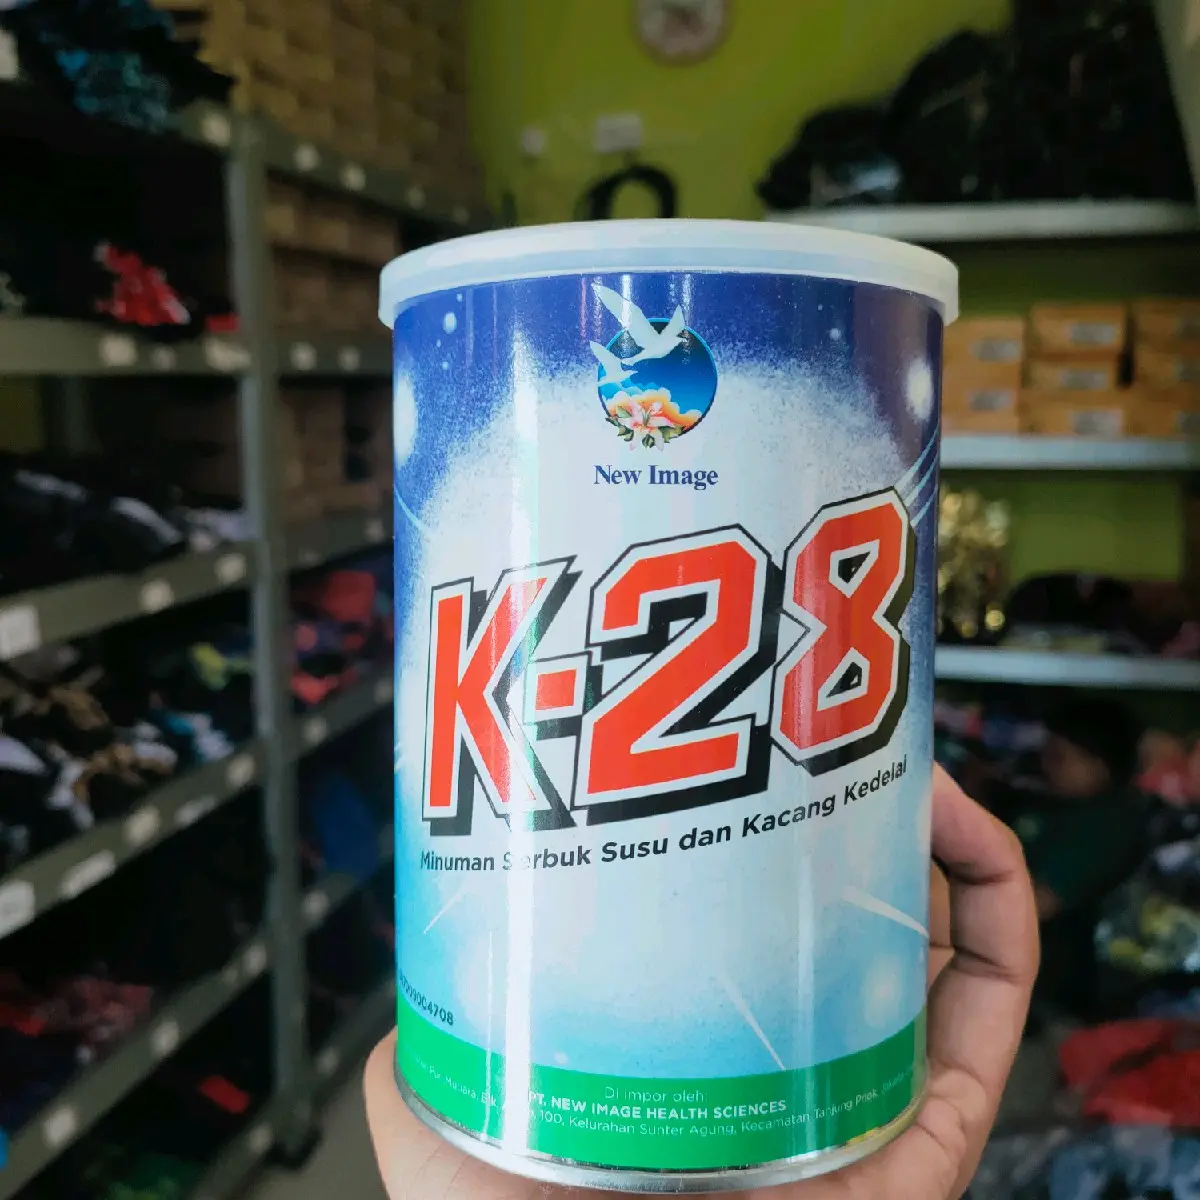 New Image
K-28
Minuman Serbuk Susu dan Kacang Kedelai
Di impor oleh:
PT. NEW IMAGE HEALTH SCIENCES
100, Kelurahan Sunter Agung, Kecamatan Tanjung Priok,